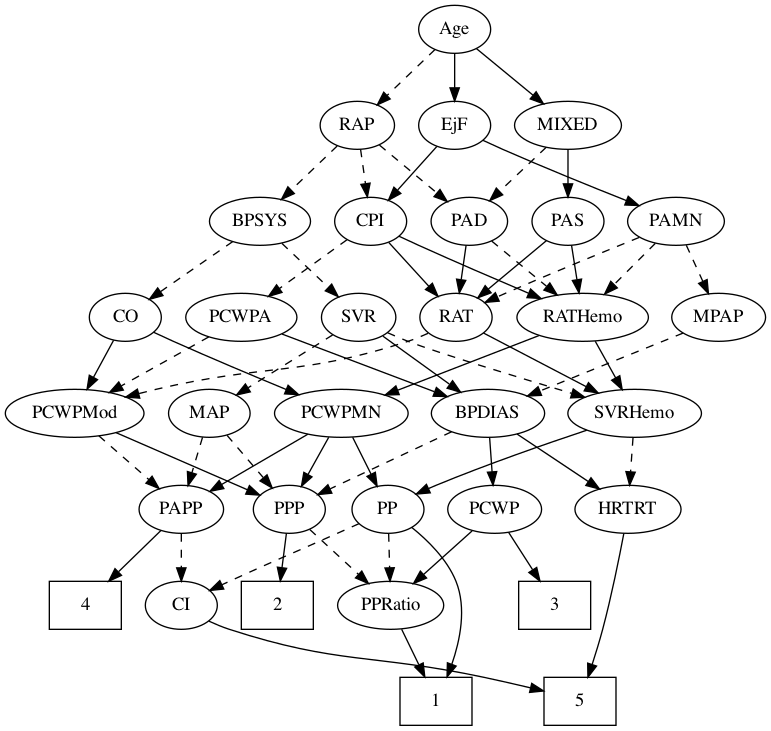 Age
RAP
EjF
MIXED
BPSYS
CPI
PAD
PAS
PAMN
CO
PCWPA
SVR
RAT
RATHemo
MPAP
PCWPMod
MAP
PCWPMN
BPDIAS
SVRHemo
PAPP
PPP
PP
PCWP
HRTRT
4
CI
2
PPRatio
3
1
5